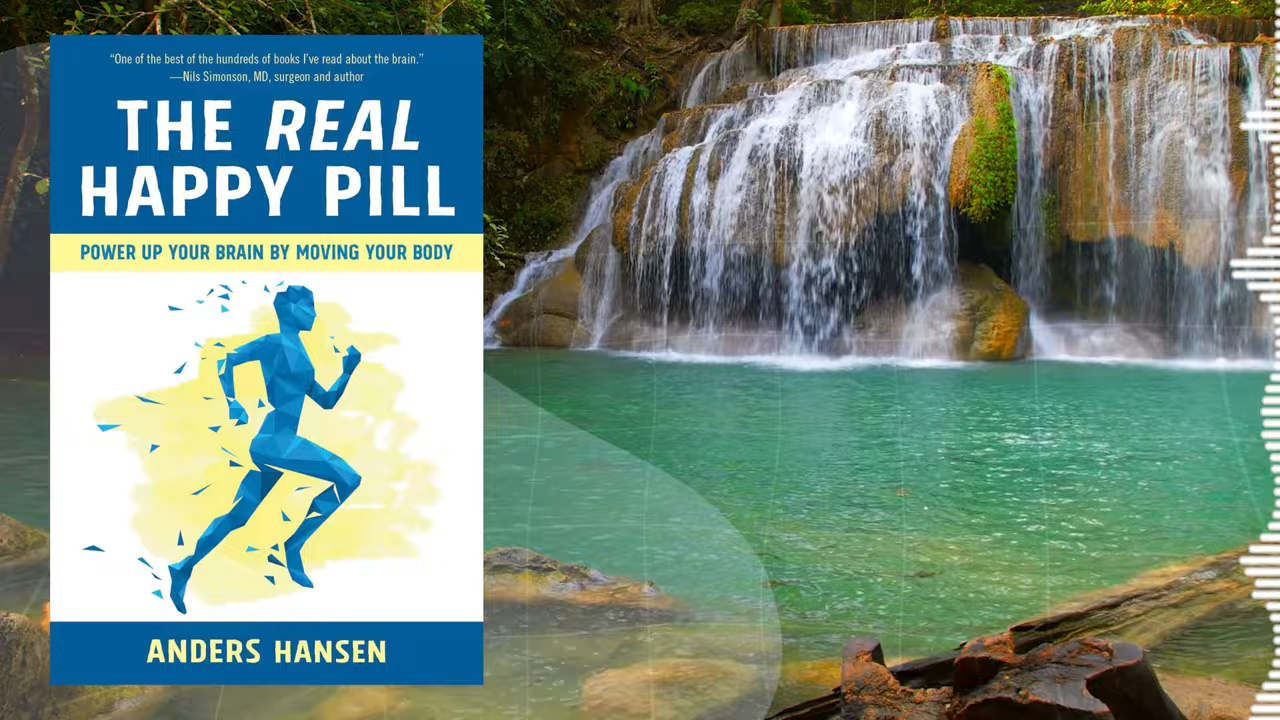 “One of the best of the hundreds of books I’ve read about the brain.”
—Nils Simonson, MD, surgeon and author
THE REAL
HAPPY PILL
POWER UP YOUR BRAIN BY MOVING YOUR BODY
ANDERS HANSEN